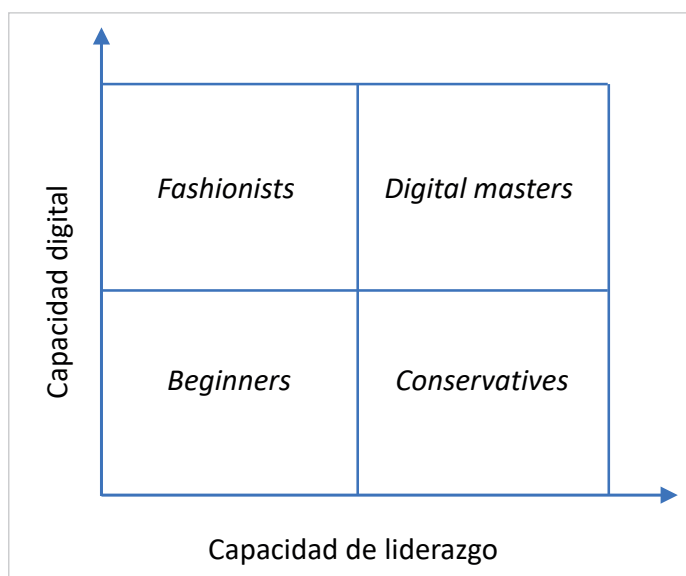 Capacidad digital
Fashionists
Digital masters
Beginners
Conservatives
Capacidad de liderazgo